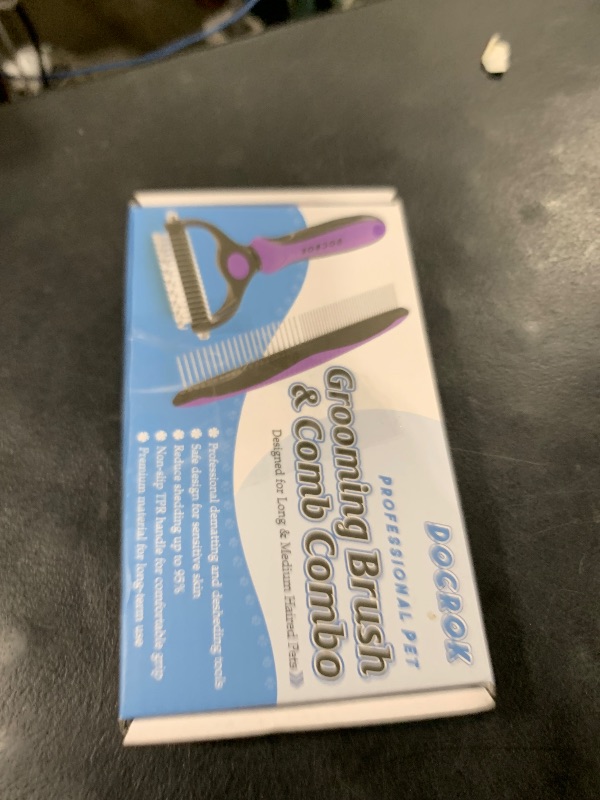 DOGROK
PROFESSIONAL PET
Grooming Brush
& Comb Combo
Designed for Long & Medium Haired Pets
Professional dematting and deshedding tools
Safe design for sensitive skin
Reduce shedding up to 95%
Non-slip TPR handle for comfortable grip
Premium material for long-term use
DOGROK